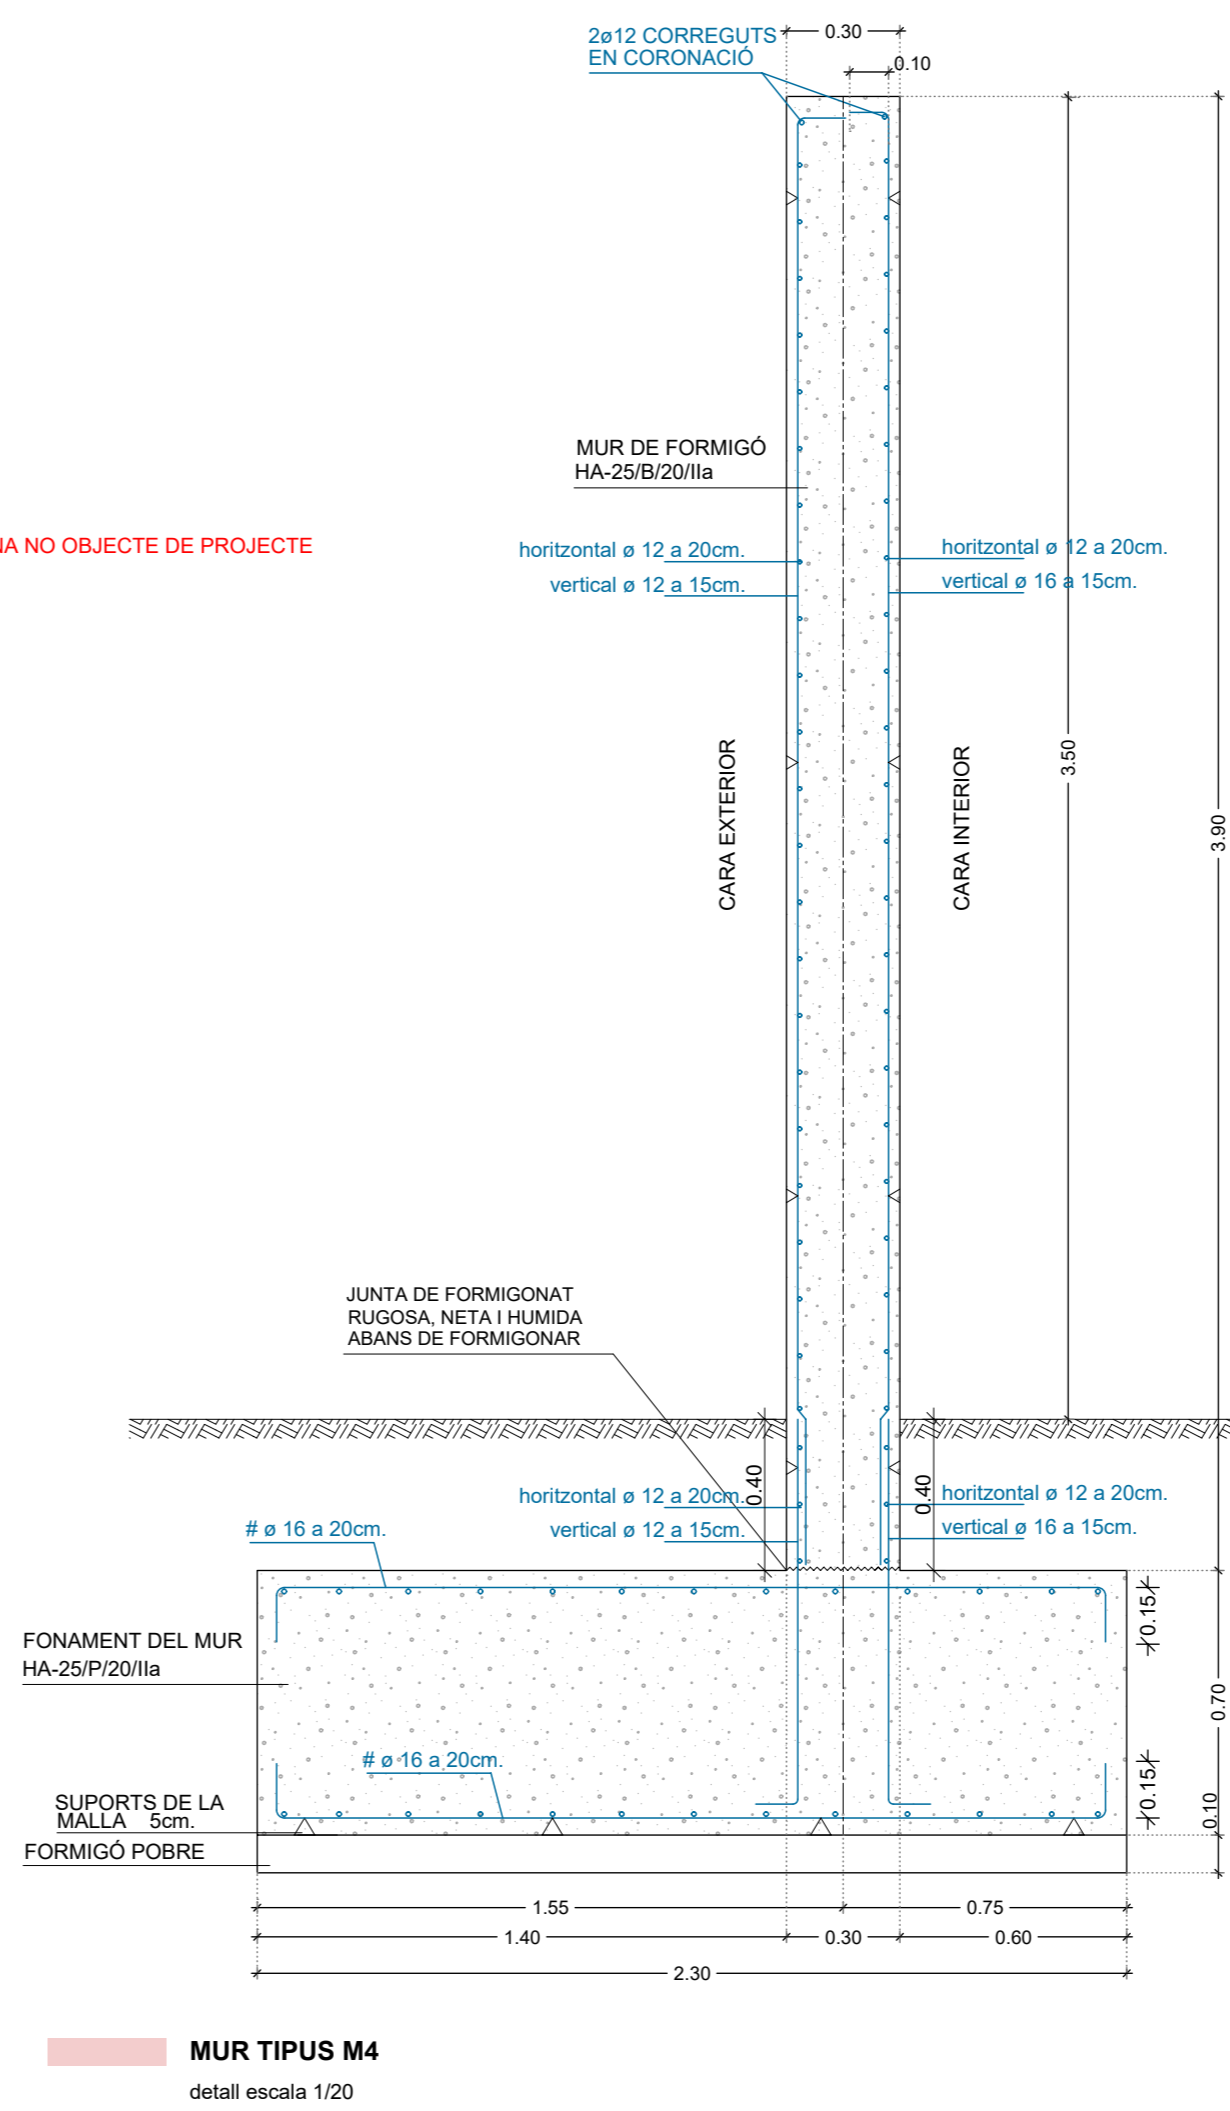 2ø12 CORREGUTS
EN CORONACIÓ
0.30
0.10
MUR DE FORMIGÓ
HA-25/B/20/IIa
NA NO OBJECTE DE PROJECTE
horitzontal ø 12 a 20cm.
vertical ø 12 a 15cm.
horitzontal ø 12 a 20cm.
vertical ø 16 a 15cm.
CARA EXTERIOR
CARA INTERIOR
3.50
3.90
JUNTA DE FORMIGONAT
RUGOSA, NETA I HUMIDA
ABANS DE FORMIGONAR
0.40
0.40
horitzontal ø 12 a 20cm.
vertical ø 12 a 15cm.
horitzontal ø 12 a 20cm.
vertical ø 16 a 15cm.
# ø 16 a 20cm.
0.15
FONAMENT DEL MUR
HA-25/P/20/IIa
0.70
# ø 16 a 20cm.
0.15
0.10
SUPORTS DE LA
MALLA 5cm.
FORMIGÓ POBRE
1.55
0.75
1.40
0.30
0.60
2.30
MUR TIPUS M4
detall escala 1/20